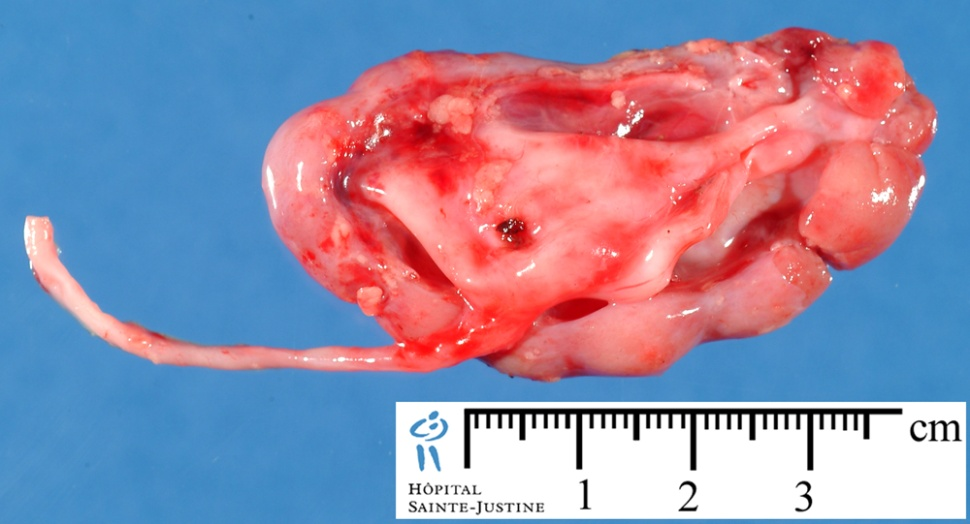 cm
HÔPITAL
SAINTE-JUSTINE
1 2 3